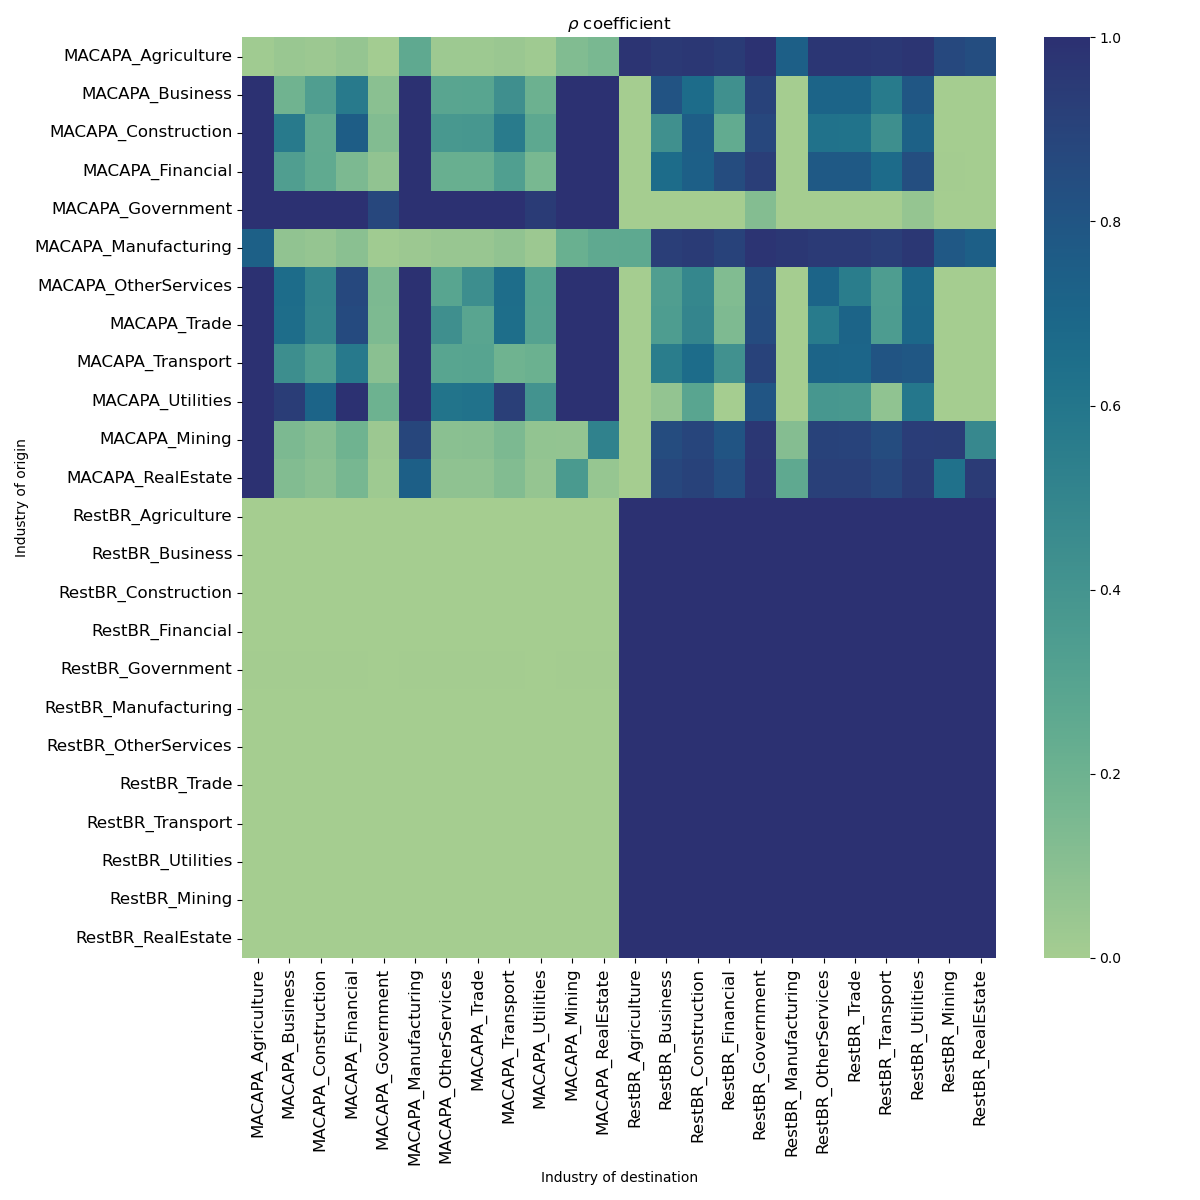 ρ coefficient
MACAPA_Agriculture
MACAPA_Business
MACAPA_Construction
MACAPA_Financial
MACAPA_Government
MACAPA_Manufacturing
MACAPA_OtherServices
MACAPA_Trade
MACAPA_Transport
MACAPA_Utilities
MACAPA_Mining
MACAPA_RealEstate
RestBR_Agriculture
RestBR_Business
RestBR_Construction
RestBR_Financial
RestBR_Government
RestBR_Manufacturing
RestBR_OtherServices
RestBR_Trade
RestBR_Transport
RestBR_Utilities
RestBR_Mining
RestBR_RealEstate
Industry of origin
MACAPA_Agriculture
MACAPA_Business
MACAPA_Construction
MACAPA_Financial
MACAPA_Government
MACAPA_Manufacturing
MACAPA_OtherServices
MACAPA_Trade
MACAPA_Transport
MACAPA_Utilities
MACAPA_Mining
MACAPA_RealEstate
RestBR_Agriculture
RestBR_Business
RestBR_Construction
RestBR_Financial
RestBR_Government
RestBR_Manufacturing
RestBR_OtherServices
RestBR_Trade
RestBR_Transport
RestBR_Utilities
RestBR_Mining
RestBR_RealEstate
Industry of destination
1.0
0.8
0.6
0.4
0.2
0.0